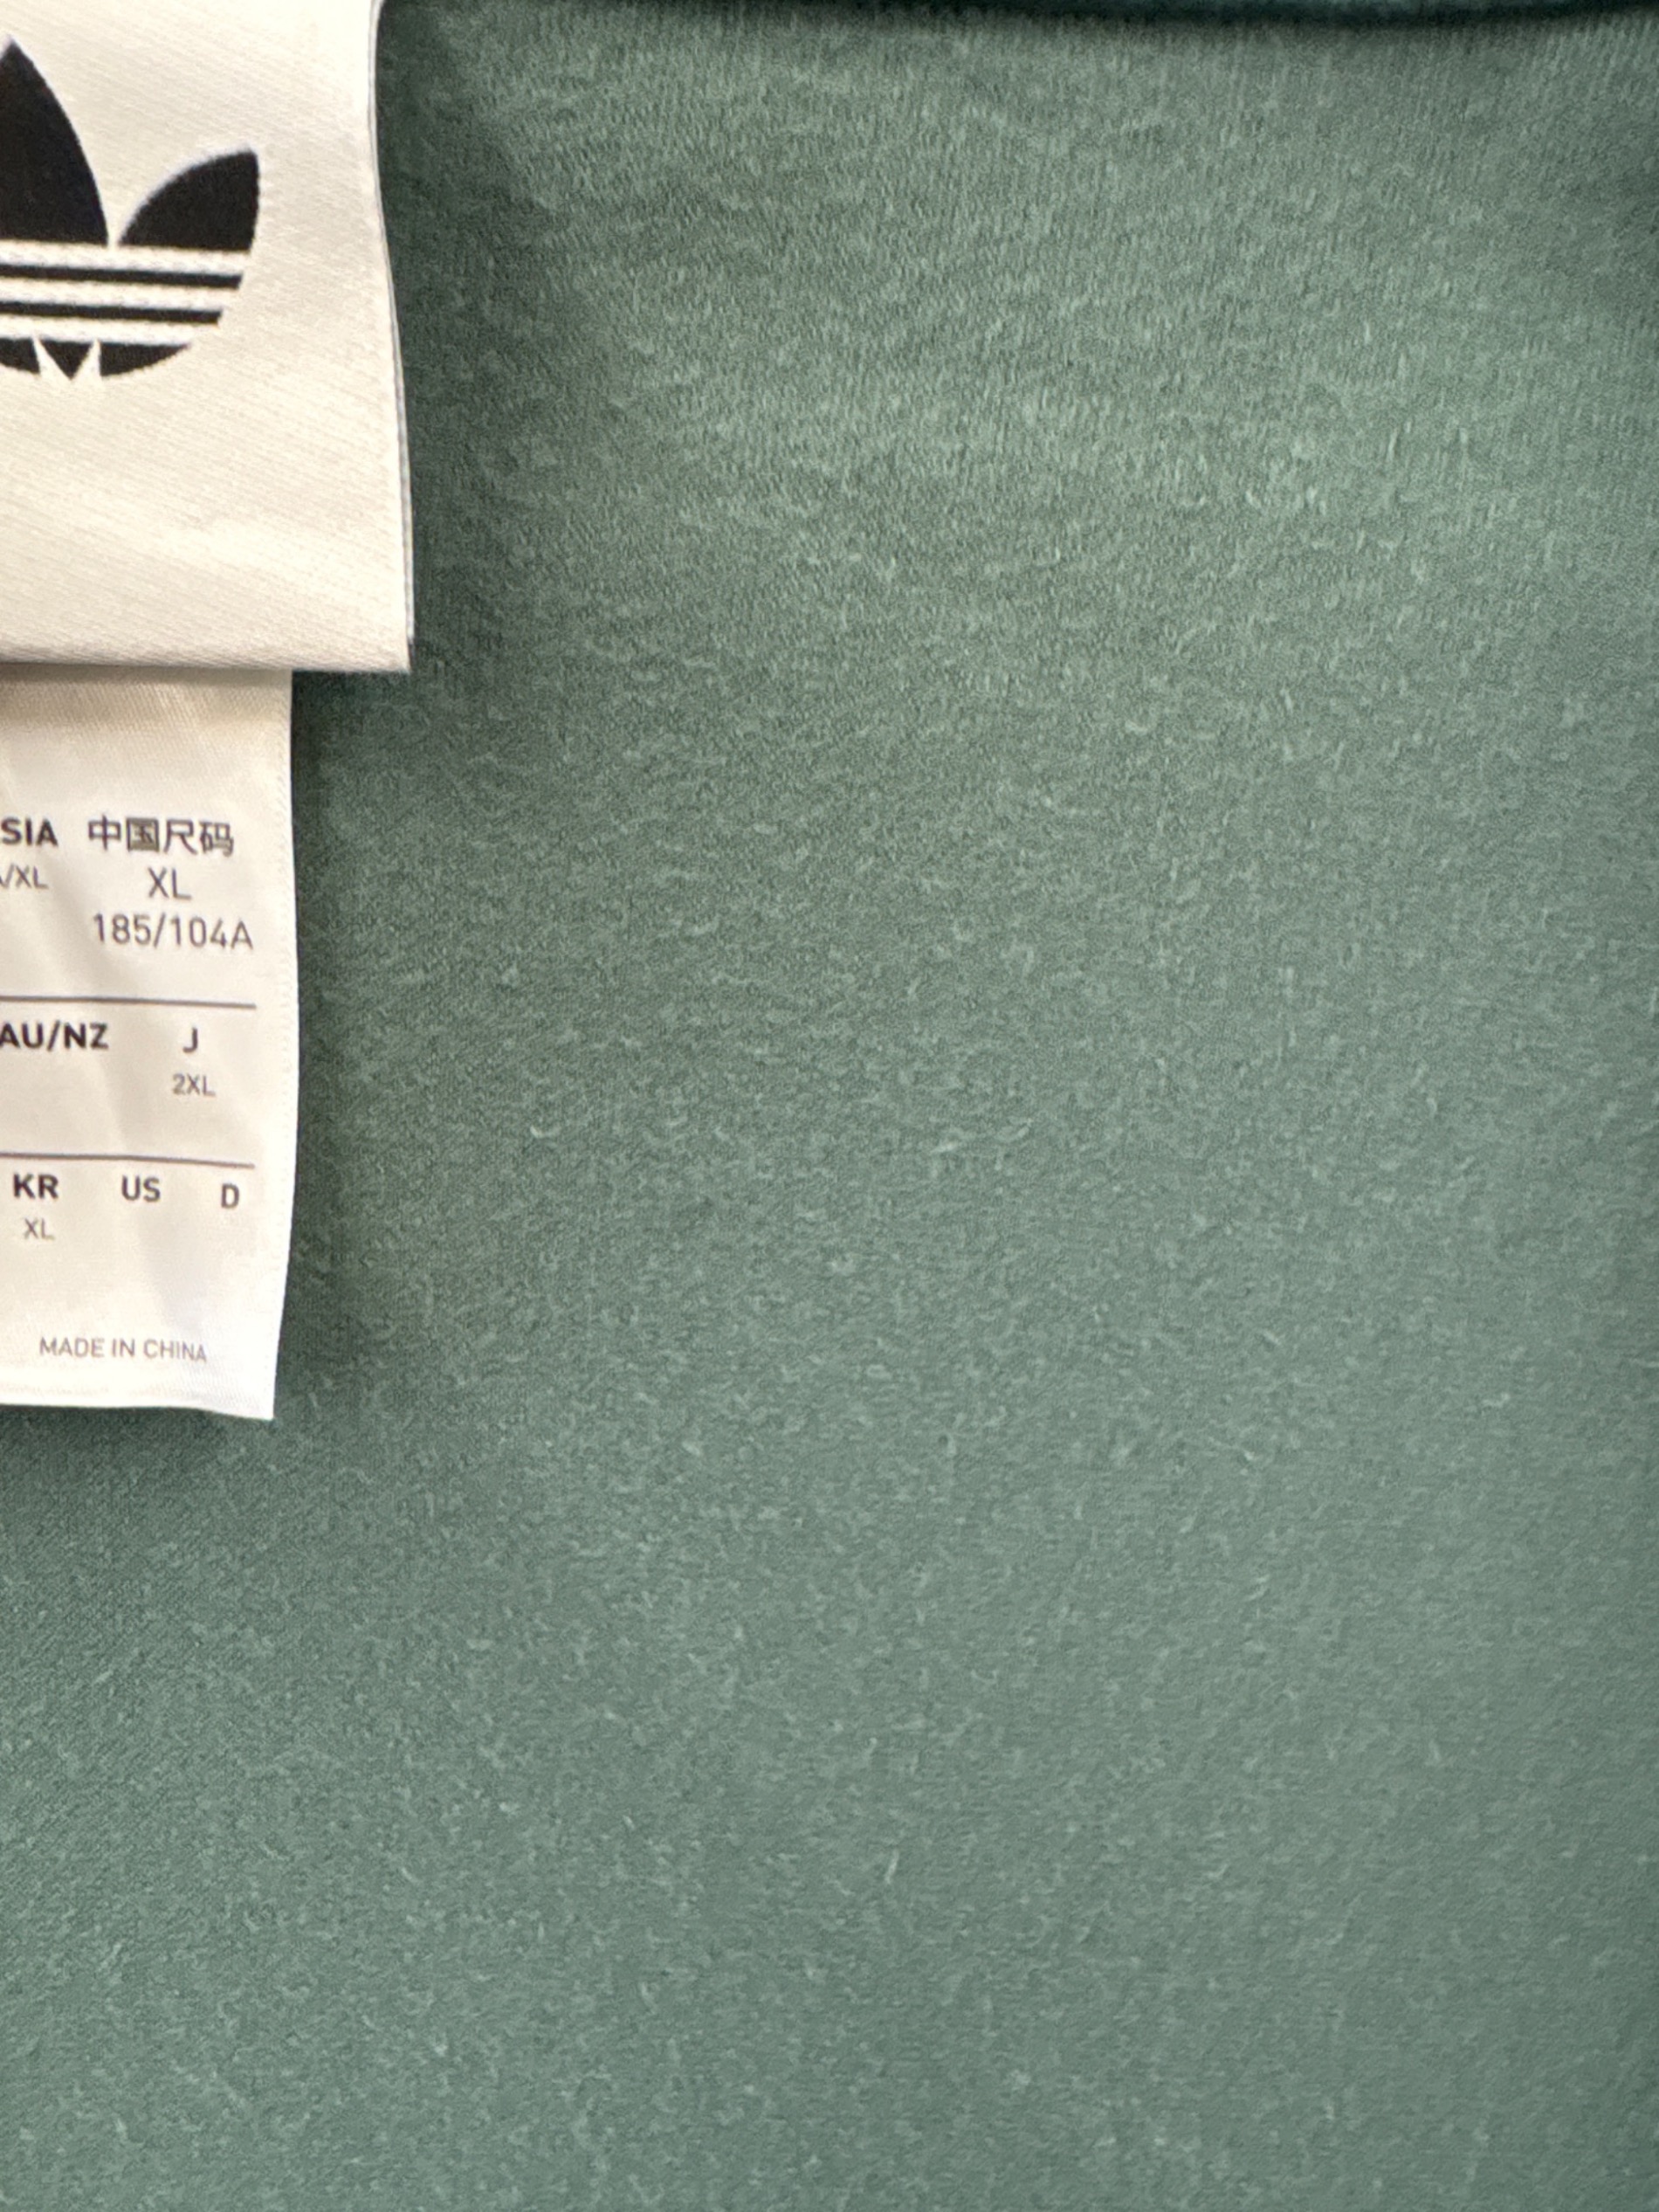 SIA 中国尺码
/XL XL
185/104A
AU/NZ J
2XL
KR US D
XL
MADE IN CHINA